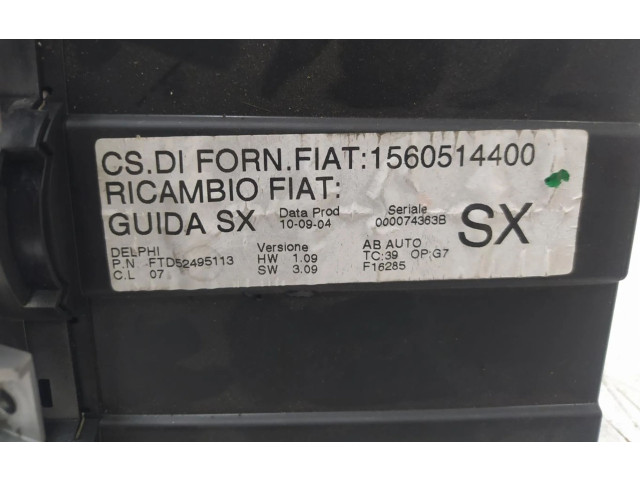 CS.DI FORN.FIAT:1560514400
RICAMBIO FIAT:
GUIDA SX Data Prod 10-09-04 Seriale 000074363B SX
DELPHI Versione AB AUTO
P.N FTD52495113 HW 1.09 TC:39 OP:G7
C.L 07 SW 3.09 F16285